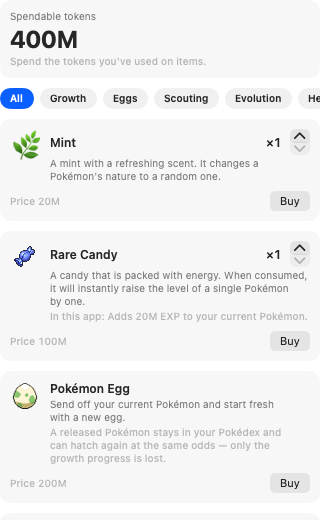 Spendable tokens
400M
Spend the tokens you've used on items.
All Growth Eggs Scouting Evolution He
Mint ×1
A mint with a refreshing scent. It changes a
Pokémon's nature to a random one.
Price 20M Buy
Rare Candy ×1
A candy that is packed with energy. When consumed,
it will instantly raise the level of a single Pokémon
by one.
In this app: Adds 20M EXP to your current Pokémon.
Price 100M Buy
Pokémon Egg
Send off your current Pokémon and start fresh
with a new egg.
A released Pokémon stays in your Pokédex and
can hatch again at the same odds — only the
growth progress is lost.
Price 200M Buy